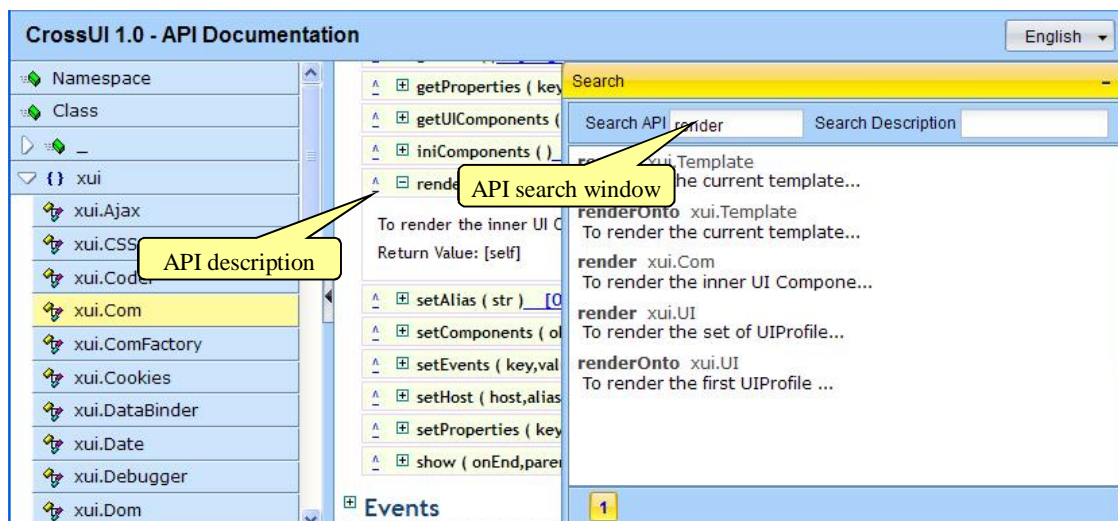 CrossUI 1.0 - API Documentation
English
Namespace
Class
_
{} xui
xui.Ajax
xui.CSS
xui.Coder
xui.Com
xui.ComFactory
xui.Cookies
xui.DataBinder
xui.Date
xui.Debugger
xui.Dom
^ getProperties ( key
^ getUIComponents (
^ iniComponents ( )
^ rende
To render the inner UI C
Return Value: [self]
^ setAlias ( str ) [O
^ setComponents ( ob
^ setEvents ( key,val
^ setHost ( host,alias
^ setProperties ( key
^ show ( onEnd,paren
Events
API description
API search window
Search
Search API render Search Description
xui.Template
he current template...
renderOnto xui.Template
To render the current template...
render xui.Com
To render the inner UI Compone...
render xui.UI
To render the set of UIProfile...
renderOnto xui.UI
To render the first UIProfile ...
1